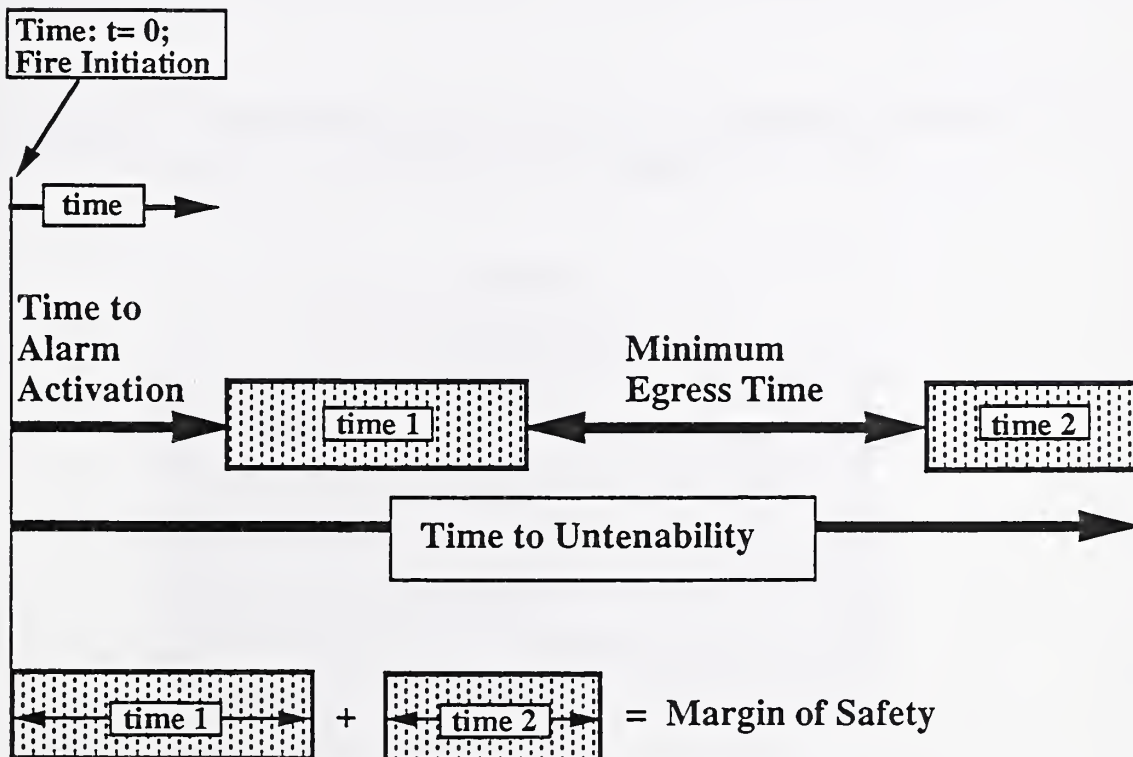 Time: t= 0;
Fire Initiation
time
Time to
Alarm
Activation
Minimum
Egress Time
time 1
time 2
Time to Untenability
time 1 + time 2 = Margin of Safety